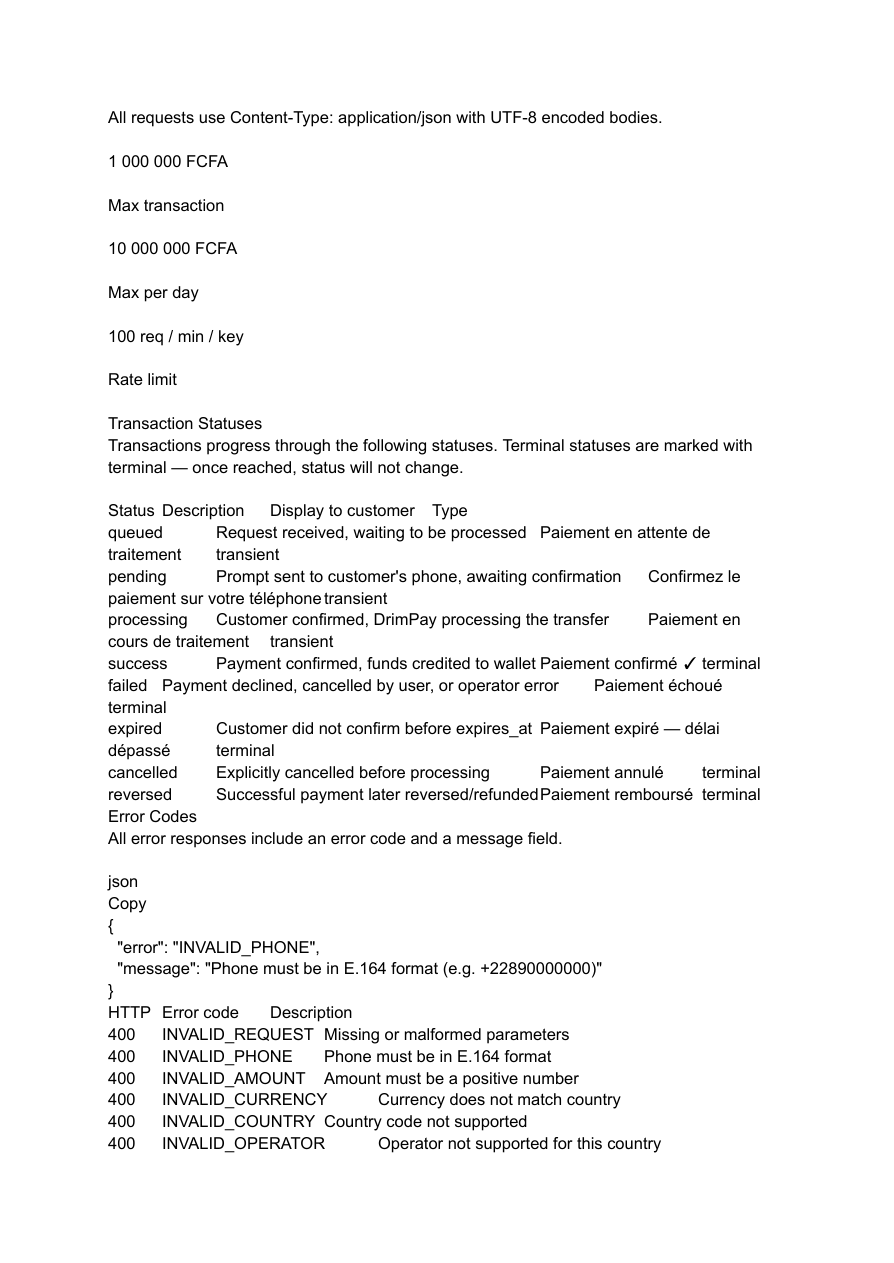 All requests use Content-Type: application/json with UTF-8 encoded bodies.
1 000 000 FCFA
Max transaction
10 000 000 FCFA
Max per day
100 req / min / key
Rate limit
Transaction Statuses
Transactions progress through the following statuses. Terminal statuses are marked with
terminal — once reached, status will not change.
Status Description Display to customer Type
queued Request received, waiting to be processed Paiement en attente de
traitement transient
pending Prompt sent to customer's phone, awaiting confirmation Confirmez le
paiement sur votre téléphone transient
processing Customer confirmed, DrimPay processing the transfer Paiement en
cours de traitement transient
success Payment confirmed, funds credited to wallet Paiement confirmé ✓ terminal
failed Payment declined, cancelled by user, or operator error Paiement échoué
terminal
expired Customer did not confirm before expires_at Paiement expiré — délai
dépassé terminal
cancelled Explicitly cancelled before processing Paiement annulé terminal
reversed Successful payment later reversed/refunded Paiement remboursé terminal
Error Codes
All error responses include an error code and a message field.
json
Copy
{
"error": "INVALID_PHONE",
"message": "Phone must be in E.164 format (e.g. +22890000000)"
}
HTTP Error code Description
400 INVALID_REQUEST Missing or malformed parameters
400 INVALID_PHONE Phone must be in E.164 format
400 INVALID_AMOUNT Amount must be a positive number
400 INVALID_CURRENCY Currency does not match country
400 INVALID_COUNTRY Country code not supported
400 INVALID_OPERATOR Operator not supported for this country